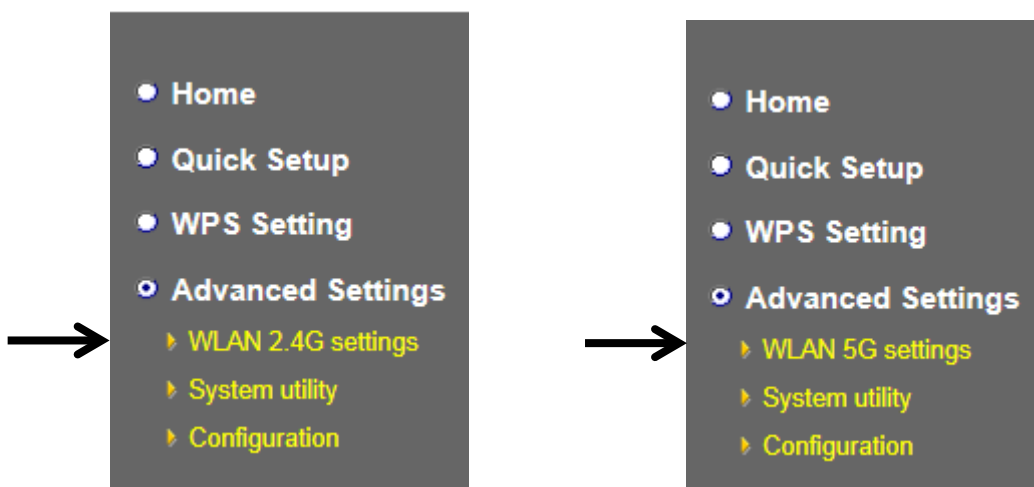 Home
Quick Setup
WPS Setting
Advanced Settings
WLAN 2.4G settings
System utility
Configuration
Home
Quick Setup
WPS Setting
Advanced Settings
WLAN 5G settings
System utility
Configuration